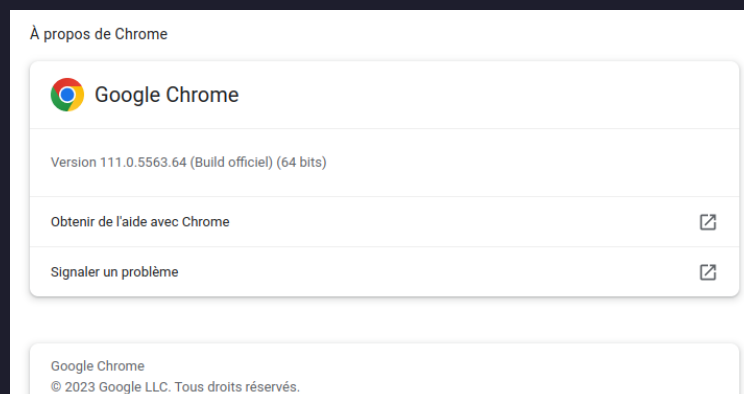 À propos de Chrome
Google Chrome
Version 111.0.5563.64 (Build officiel) (64 bits)
Obtenir de l'aide avec Chrome
Signaler un problème
Google Chrome
© 2023 Google LLC. Tous droits réservés.